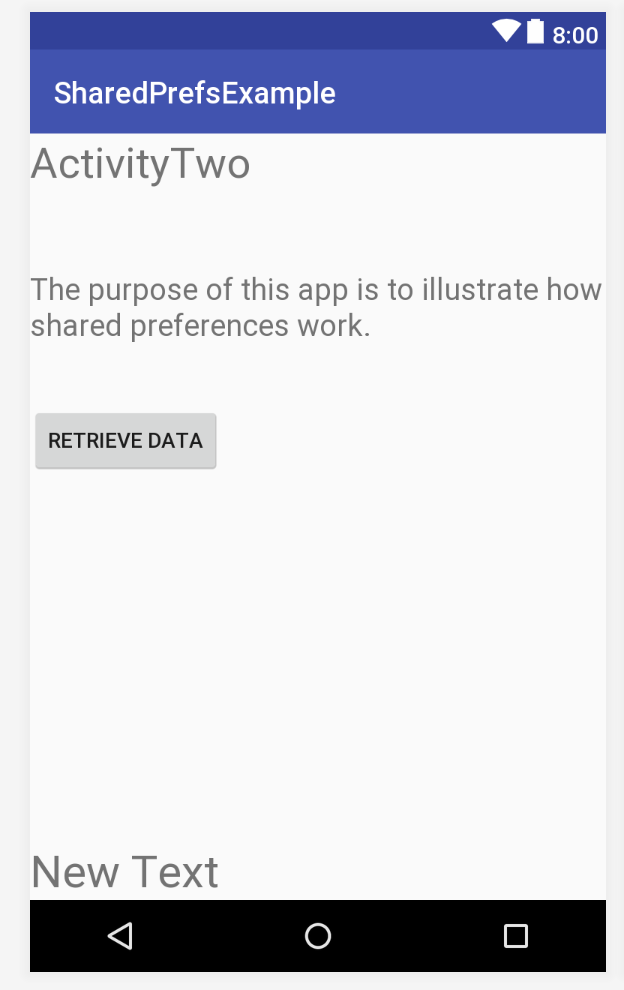 8:00
SharedPrefsExample
ActivityTwo
The purpose of this app is to illustrate how
shared preferences work.
RETRIEVE DATA
New Text